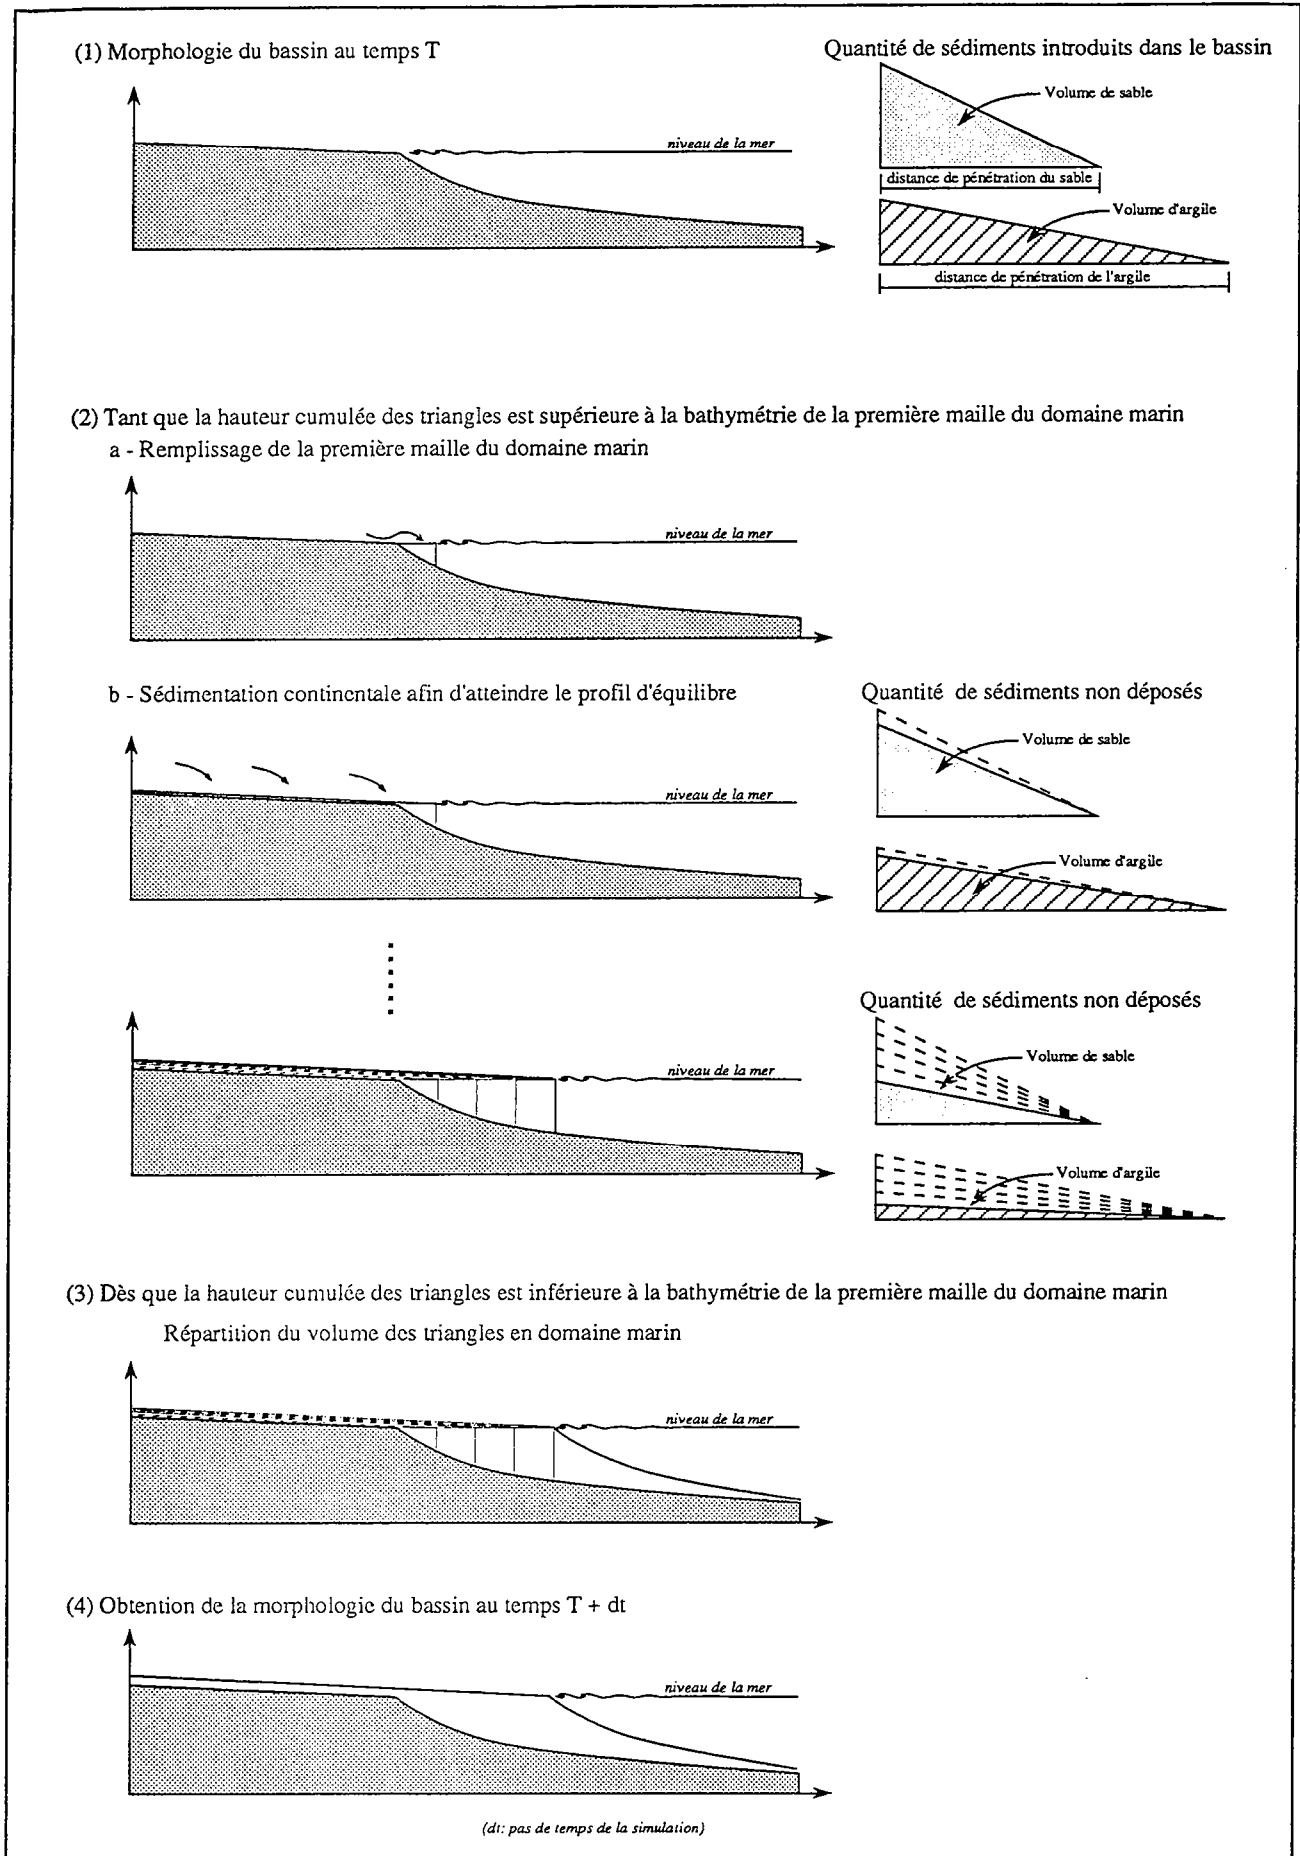 (1) Morphologie du bassin au temps T
Quantité de sédiments introduits dans le bassin
Volume de sable
niveau de la mer
distance de pénétration du sable
Volume d'argile
distance de pénétration de l'argile
(2) Tant que la hauteur cumulée des triangles est supérieure à la bathymétrie de la première maille du domaine marin
a - Remplissage de la première maille du domaine marin
niveau de la mer
b - Sédimentation continentale afin d'atteindre le profil d'équilibre
Quantité de sédiments non déposés
Volume de sable
niveau de la mer
Volume d'argile
Quantité de sédiments non déposés
Volume de sable
niveau de la mer
Volume d'argile
(3) Dès que la hauteur cumulée des triangles est inférieure à la bathymétrie de la première maille du domaine marin
Répartition du volume des triangles en domaine marin
niveau de la mer
(4) Obtention de la morphologie du bassin au temps T + dt
niveau de la mer
(dt: pas de temps de la simulation)